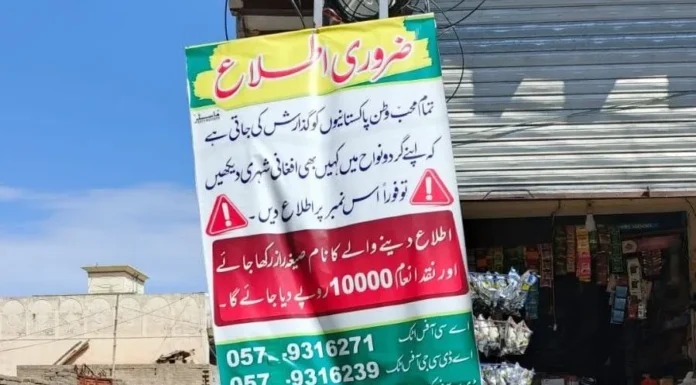 ضروری اطلاع
تمام محبِ وطن پاکستانیوں کو گذارش کی جاتی ہے
کہ اپنے گردونواح میں کہیں بھی افغانی شہری دیکھیں
تو فوراً اس نمبر پر اطلاع دیں ۔
اطلاع دینے والے کا نام صیغہ راز رکھا جائے
اور نقد انعام 10000 روپے دیا جائے گا ۔
اے سی آفس اٹک 057 - 9316271
اے ڈی سی جی آفس اٹک 057 - 9316239